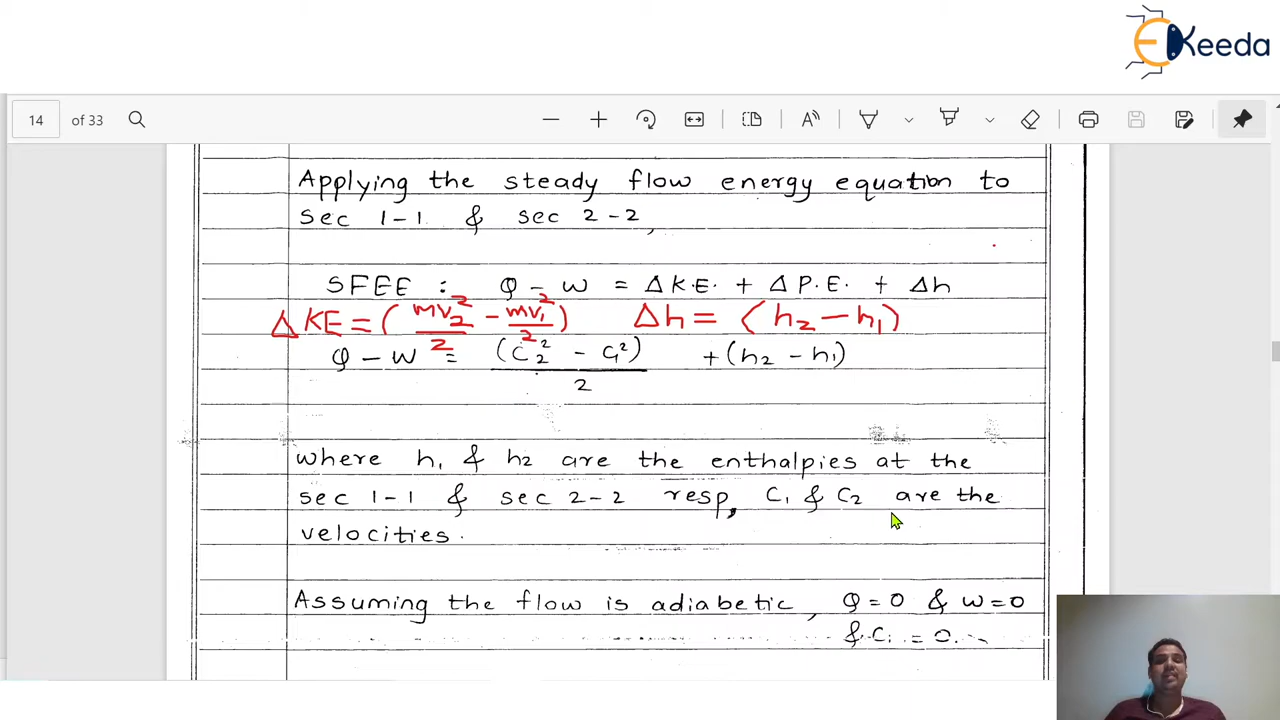 EKeeda
14 of 33
Applying the steady flow energy equation to
sec 1-1 & sec 2-2,
SFEE : Q - W = Δ K.E. + Δ P.E. + Δh
ΔKE = (mv₂²/2 - mv₁²/2) Δh = (h₂ - h₁)
Q - W = (C₂² - C₁²)/2 + (h₂ - h₁)
where h₁ & h₂ are the enthalpies at the
sec 1-1 & sec 2-2 resp, C₁ & C₂ are the
velocities.
Assuming the flow is adiabetic, Q = 0 & W = 0
& C₁ = 0.